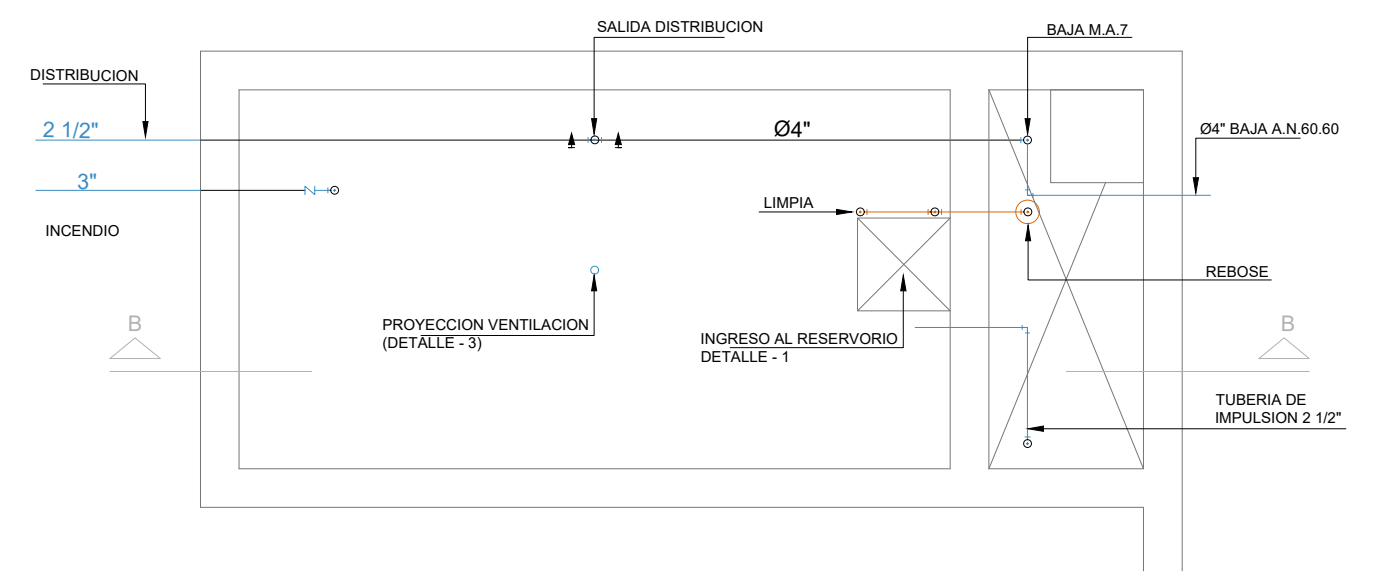 SALIDA DISTRIBUCION
BAJA M.A.7
DISTRIBUCION
2 1/2"
Ø4"
Ø4" BAJA A.N.60.60
3"
LIMPIA
INCENDIO
REBOSE
PROYECCION VENTILACION
(DETALLE - 3)
INGRESO AL RESERVORIO
DETALLE - 1
B
B
TUBERIA DE
IMPULSION 2 1/2"